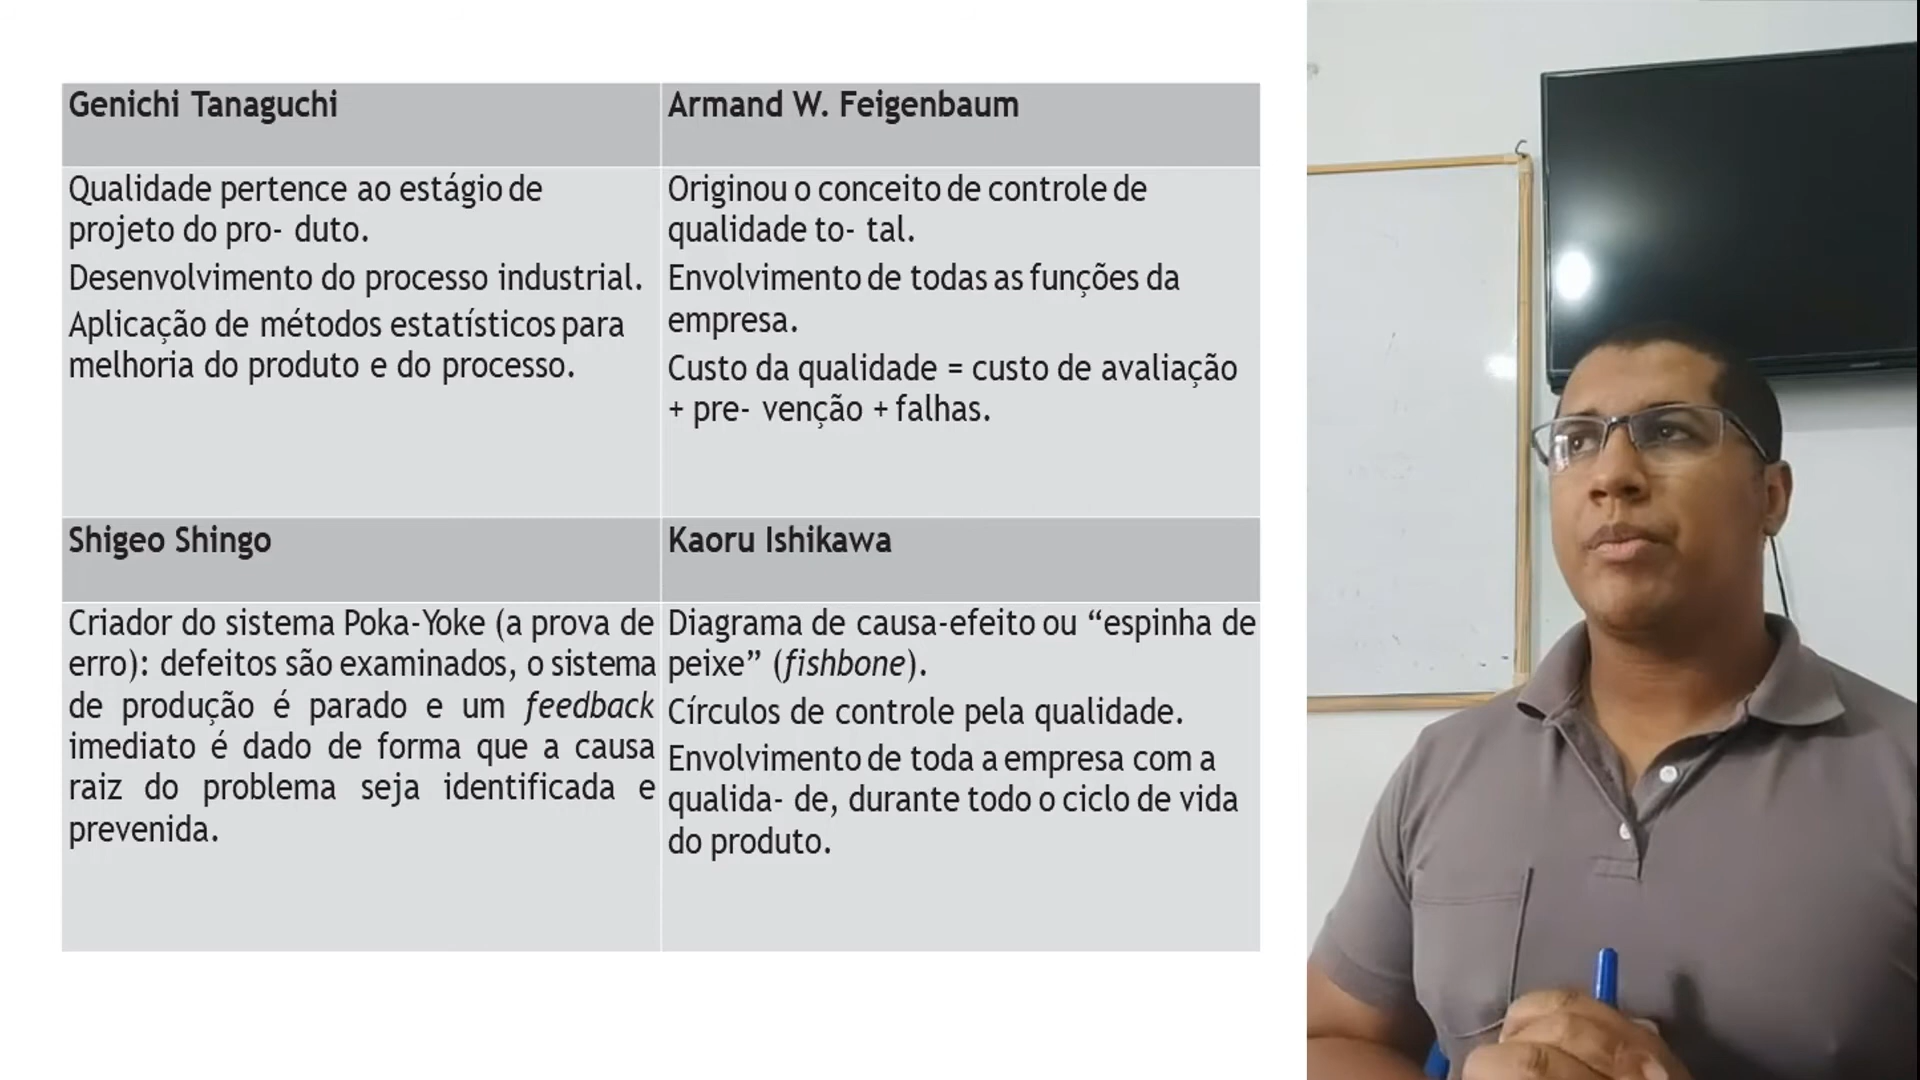 Genichi Tanaguchi
Armand W. Feigenbaum
Qualidade pertence ao estágio de
projeto do pro- duto.
Desenvolvimento do processo industrial.
Aplicação de métodos estatísticos para
melhoria do produto e do processo.
Originou o conceito de controle de
qualidade to- tal.
Envolvimento de todas as funções da
empresa.
Custo da qualidade = custo de avaliação
+ pre- venção + falhas.
Shigeo Shingo
Kaoru Ishikawa
Criador do sistema Poka-Yoke (a prova de
erro): defeitos são examinados, o sistema
de produção é parado e um feedback
imediato é dado de forma que a causa
raiz do problema seja identificada e
prevenida.
Diagrama de causa-efeito ou “espinha de
peixe” (fishbone).
Círculos de controle pela qualidade.
Envolvimento de toda a empresa com a
qualida- de, durante todo o ciclo de vida
do produto.